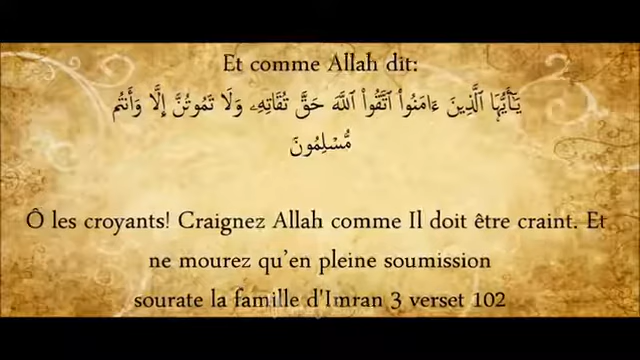 Et comme Allah dit:
يَـٰٓأَيُّهَا ٱلَّذِينَ ءَامَنُوا۟ ٱتَّقُوا۟ ٱللَّهَ حَقَّ تُقَاتِهِۦ وَلَا تَمُوتُنَّ إِلَّا وَأَنتُم
مُّسْلِمُونَ
Ô les croyants! Craignez Allah comme Il doit être craint. Et
ne mourez qu’en pleine soumission
sourate la famille d'Imran 3 verset 102